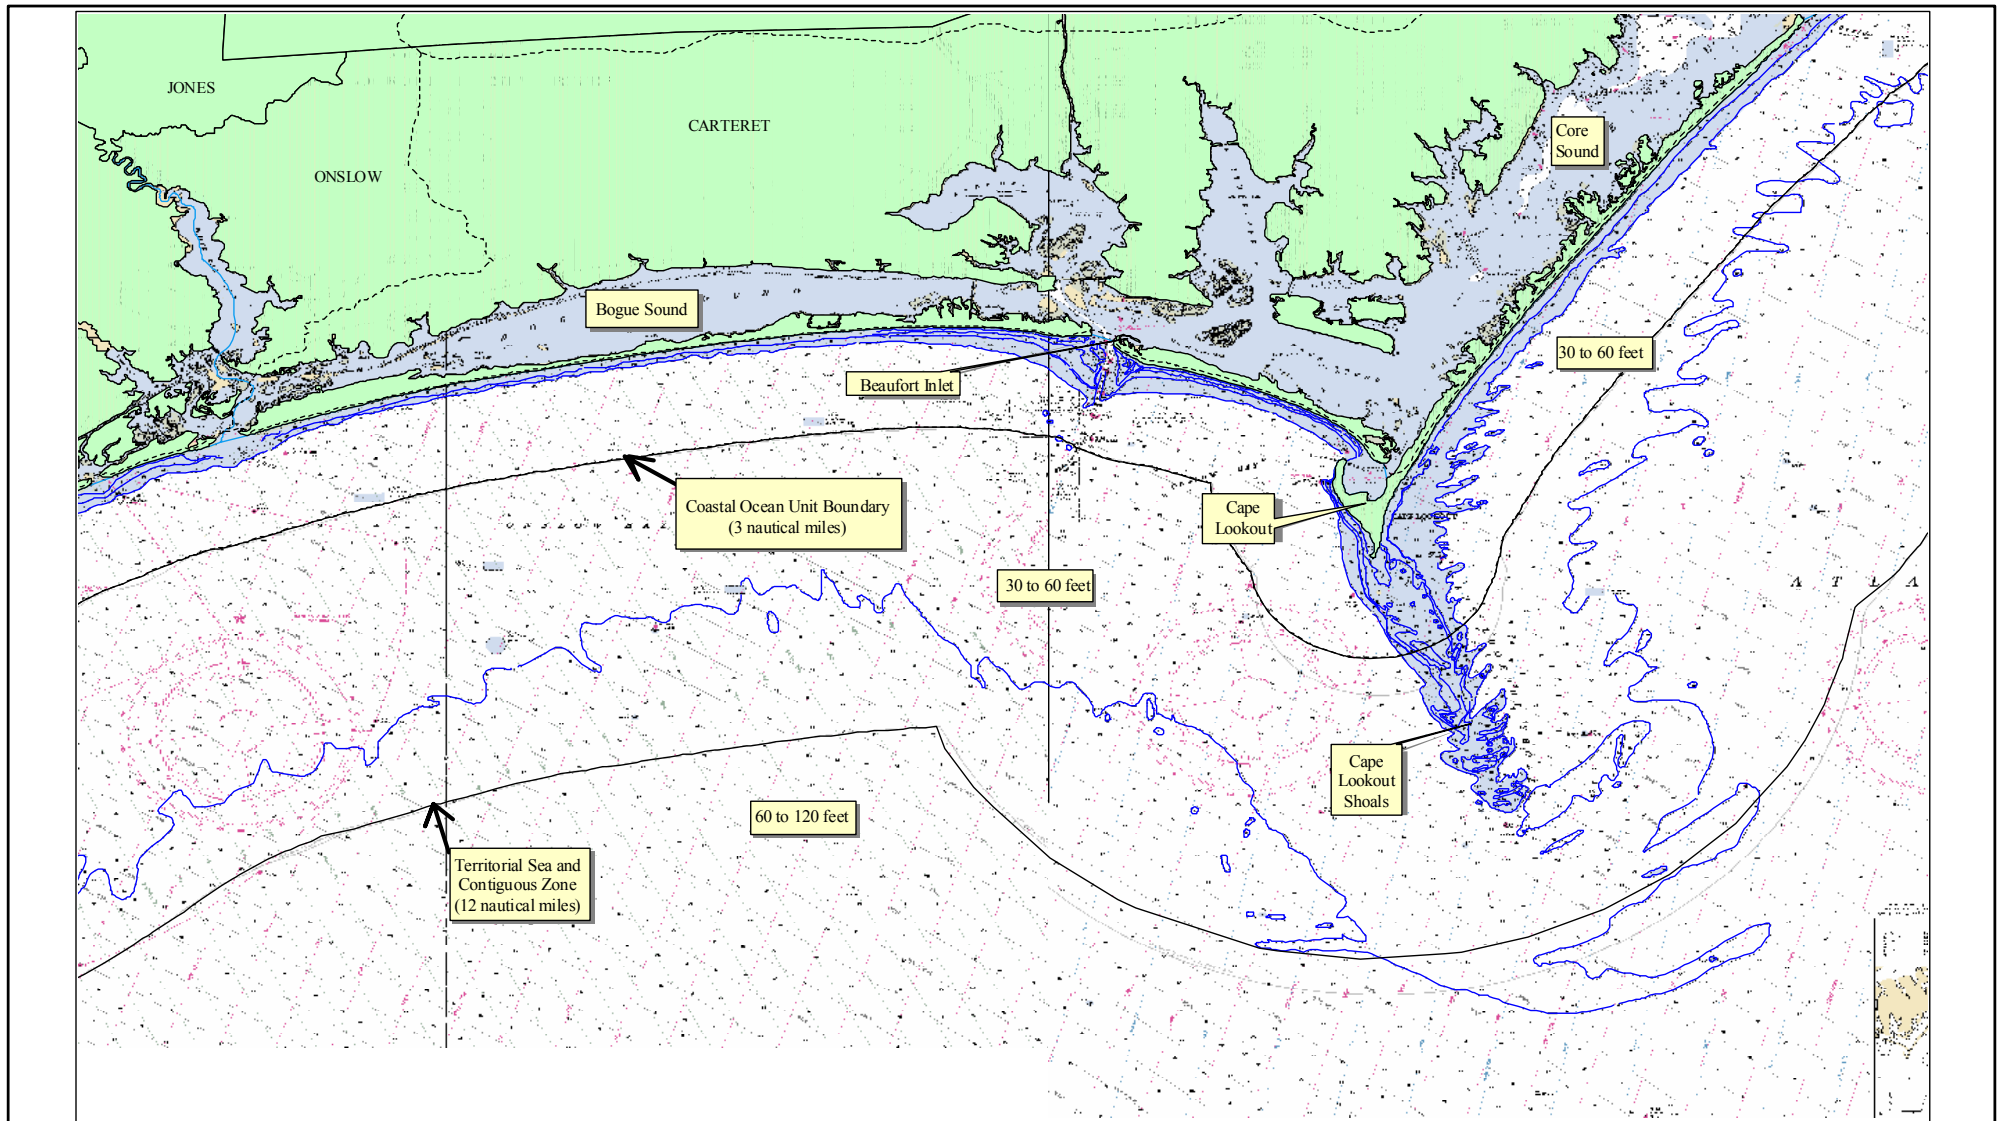 JONES
CARTERET
ONSLOW
Core
Sound
Bogue Sound
30 to 60 feet
Beaufort Inlet
Coastal Ocean Unit Boundary
(3 nautical miles)
Cape
Lookout
30 to 60 feet
A T L A
Cape
Lookout
Shoals
60 to 120 feet
Territorial Sea and
Contiguous Zone
(12 nautical miles)